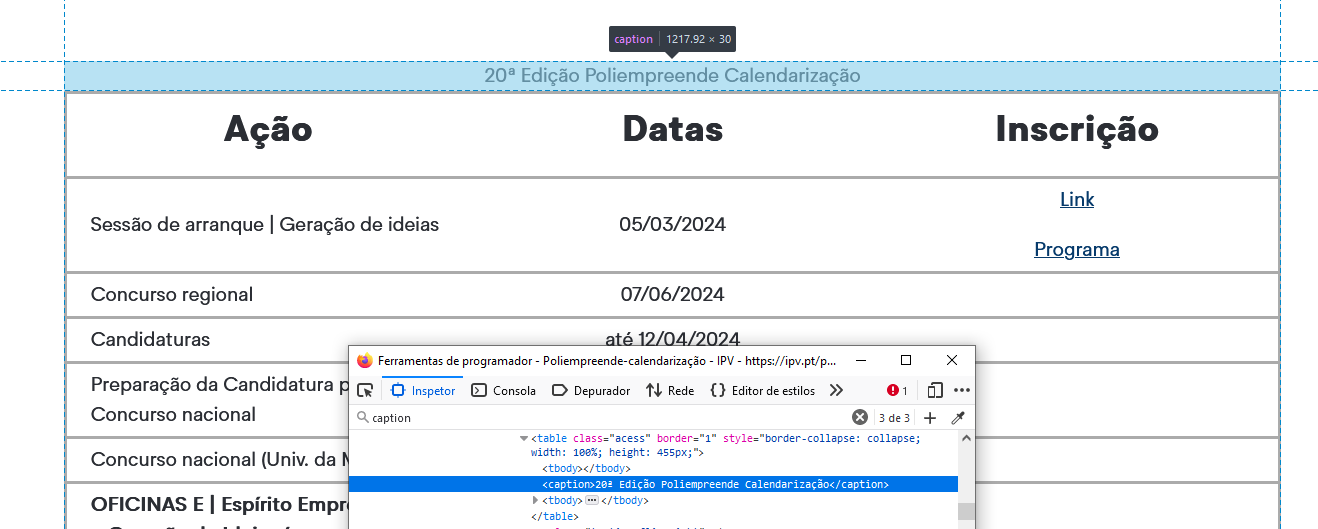 caption 1217.92 × 30
20ª Edição Poliempreende Calendarização
Ação Datas Inscrição
Link
Sessão de arranque | Geração de ideias 05/03/2024
Programa
Concurso regional 07/06/2024
Candidaturas até 12/04/2024
Preparação da Candidatura p
Concurso nacional
Concurso nacional (Univ. da M
OFICINAS E | Espírito Empre
Ferramentas de programador - Poliempreende-calendarização - IPV - https://ipv.pt/p...
Inspetor Consola Depurador Rede Editor de estilos 1
caption 3 de 3
<table class="acess" border="1" style="border-collapse: collapse;
width: 100%; height: 455px;">
<tbody></tbody>
<caption>20ª Edição Poliempreende Calendarização</caption>
<tbody> ... </tbody>
</table>